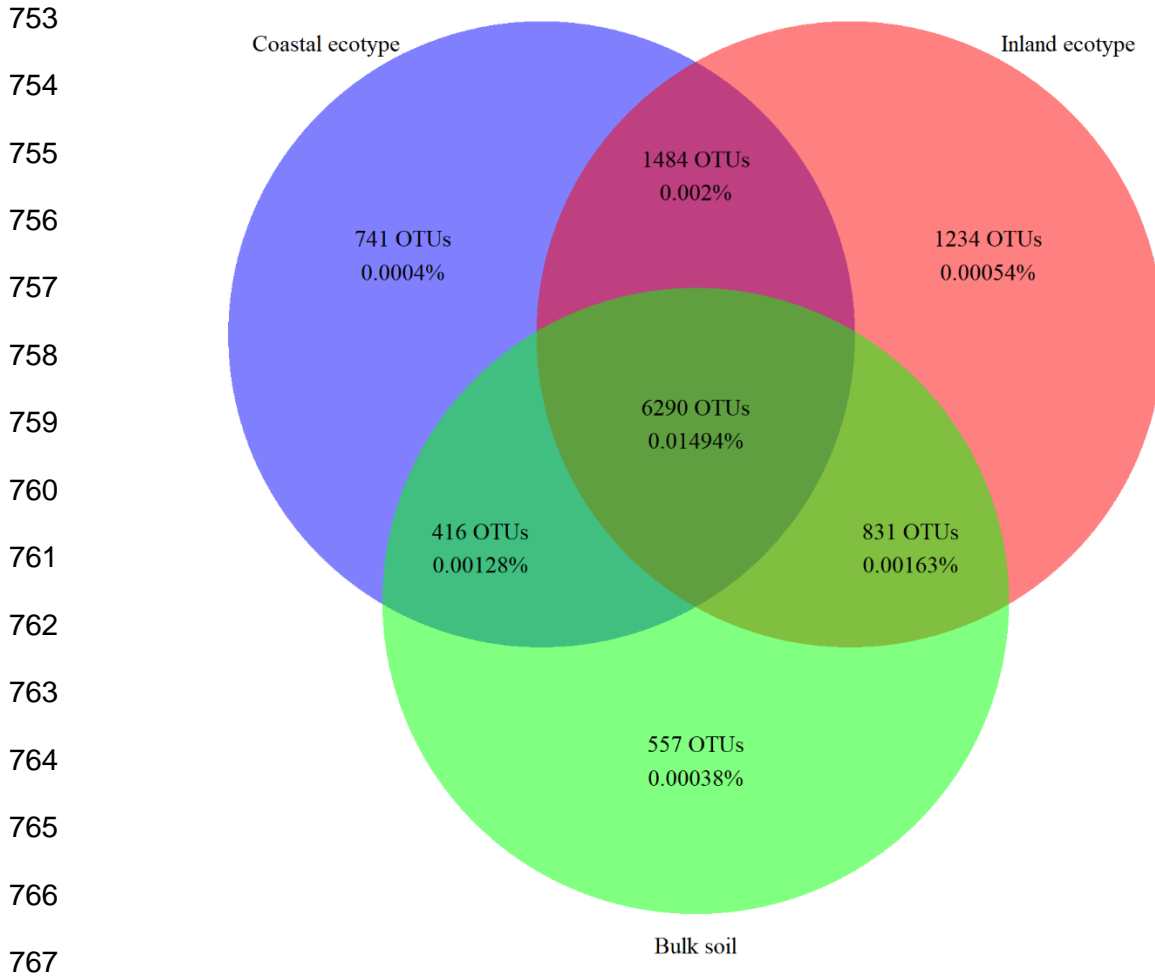 753
Coastal ecotype
Inland ecotype
754
755
1484 OTUs
0.002%
756
741 OTUs
0.0004%
1234 OTUs
0.00054%
757
758
759
6290 OTUs
0.01494%
760
416 OTUs
0.00128%
831 OTUs
0.00163%
761
762
763
764
557 OTUs
0.00038%
765
766
Bulk soil
767